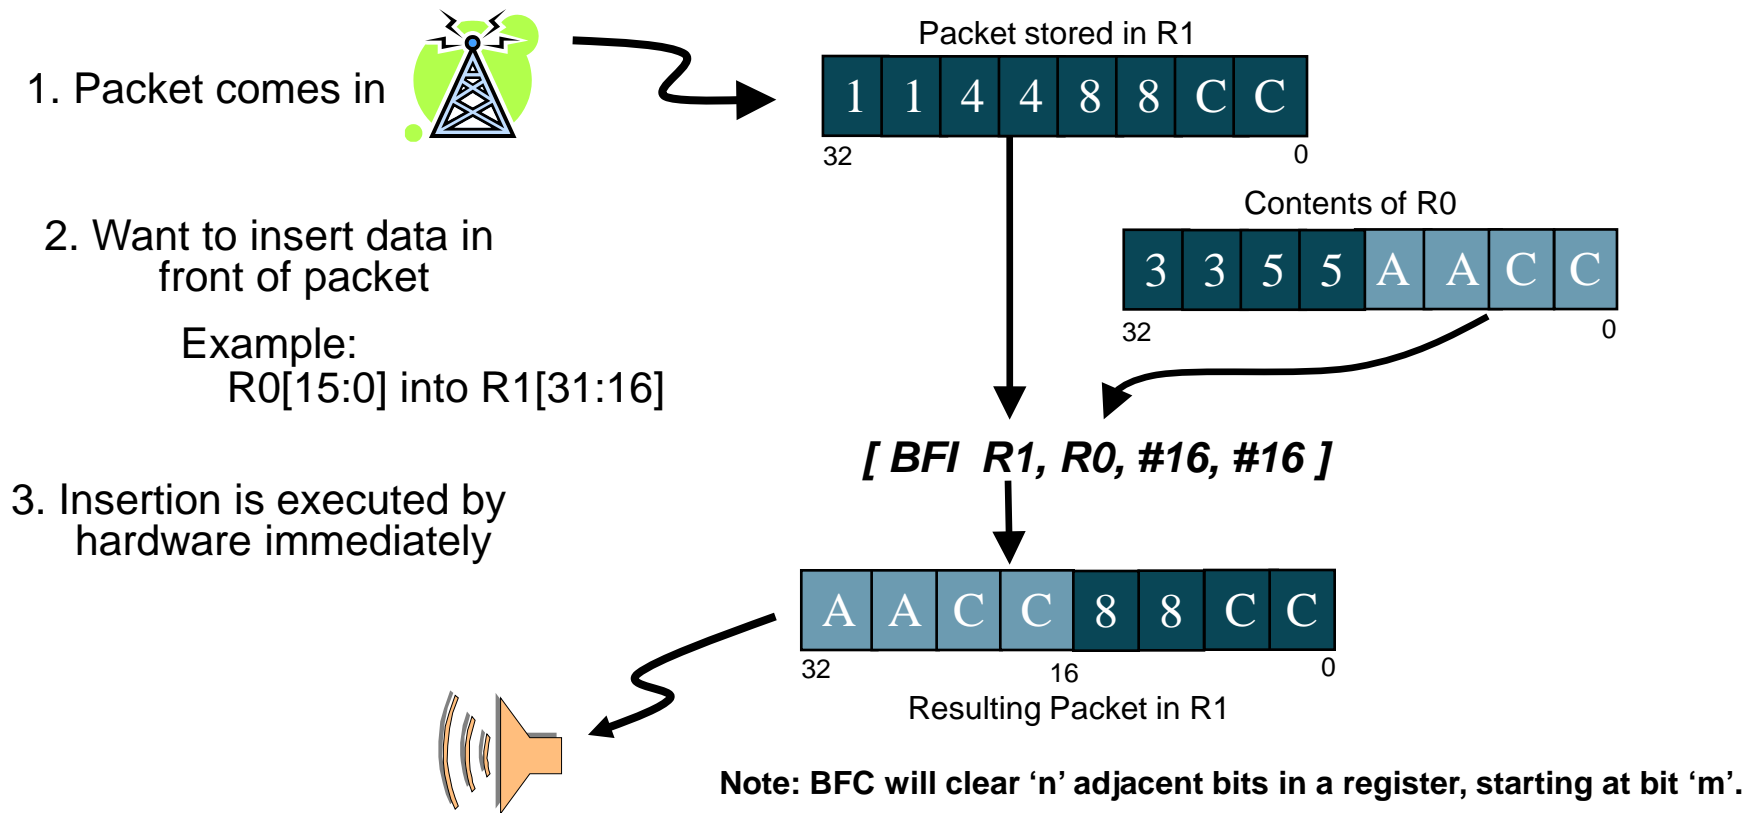 1. Packet comes in
Packet stored in R1
1 1 4 4 8 8 C C
32 0
2. Want to insert data in
front of packet
Contents of R0
3 3 5 5 A A C C
32 0
Example:
R0[15:0] into R1[31:16]
[ BFI R1, R0, #16, #16 ]
3. Insertion is executed by
hardware immediately
A A C C 8 8 C C
32 16 0
Resulting Packet in R1
Note: BFC will clear ‘n’ adjacent bits in a register, starting at bit ‘m’.